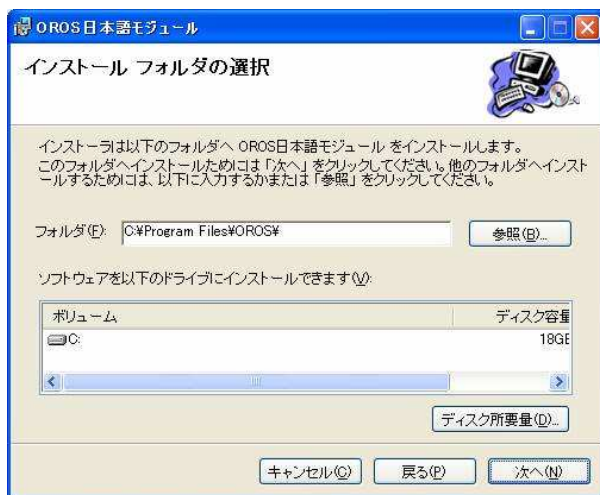 OROS日本語モジュール
インストール フォルダの選択
インストーラは以下のフォルダへ OROS日本語モジュール をインストールします。
このフォルダへインストールためには「次へ」をクリックしてください。他のフォルダへインスト
ールするためには、以下に入力するかまたは「参照」をクリックしてください。
フォルダ(F):
C:¥Program Files¥OROS¥
参照(R)...
ソフトウェアを以下のドライブにインストールできます(V):
ボリューム ディスク容量
C: 18GB
ディスク所要量(D)...
キャンセル(C) 戻る(P) 次へ(N)